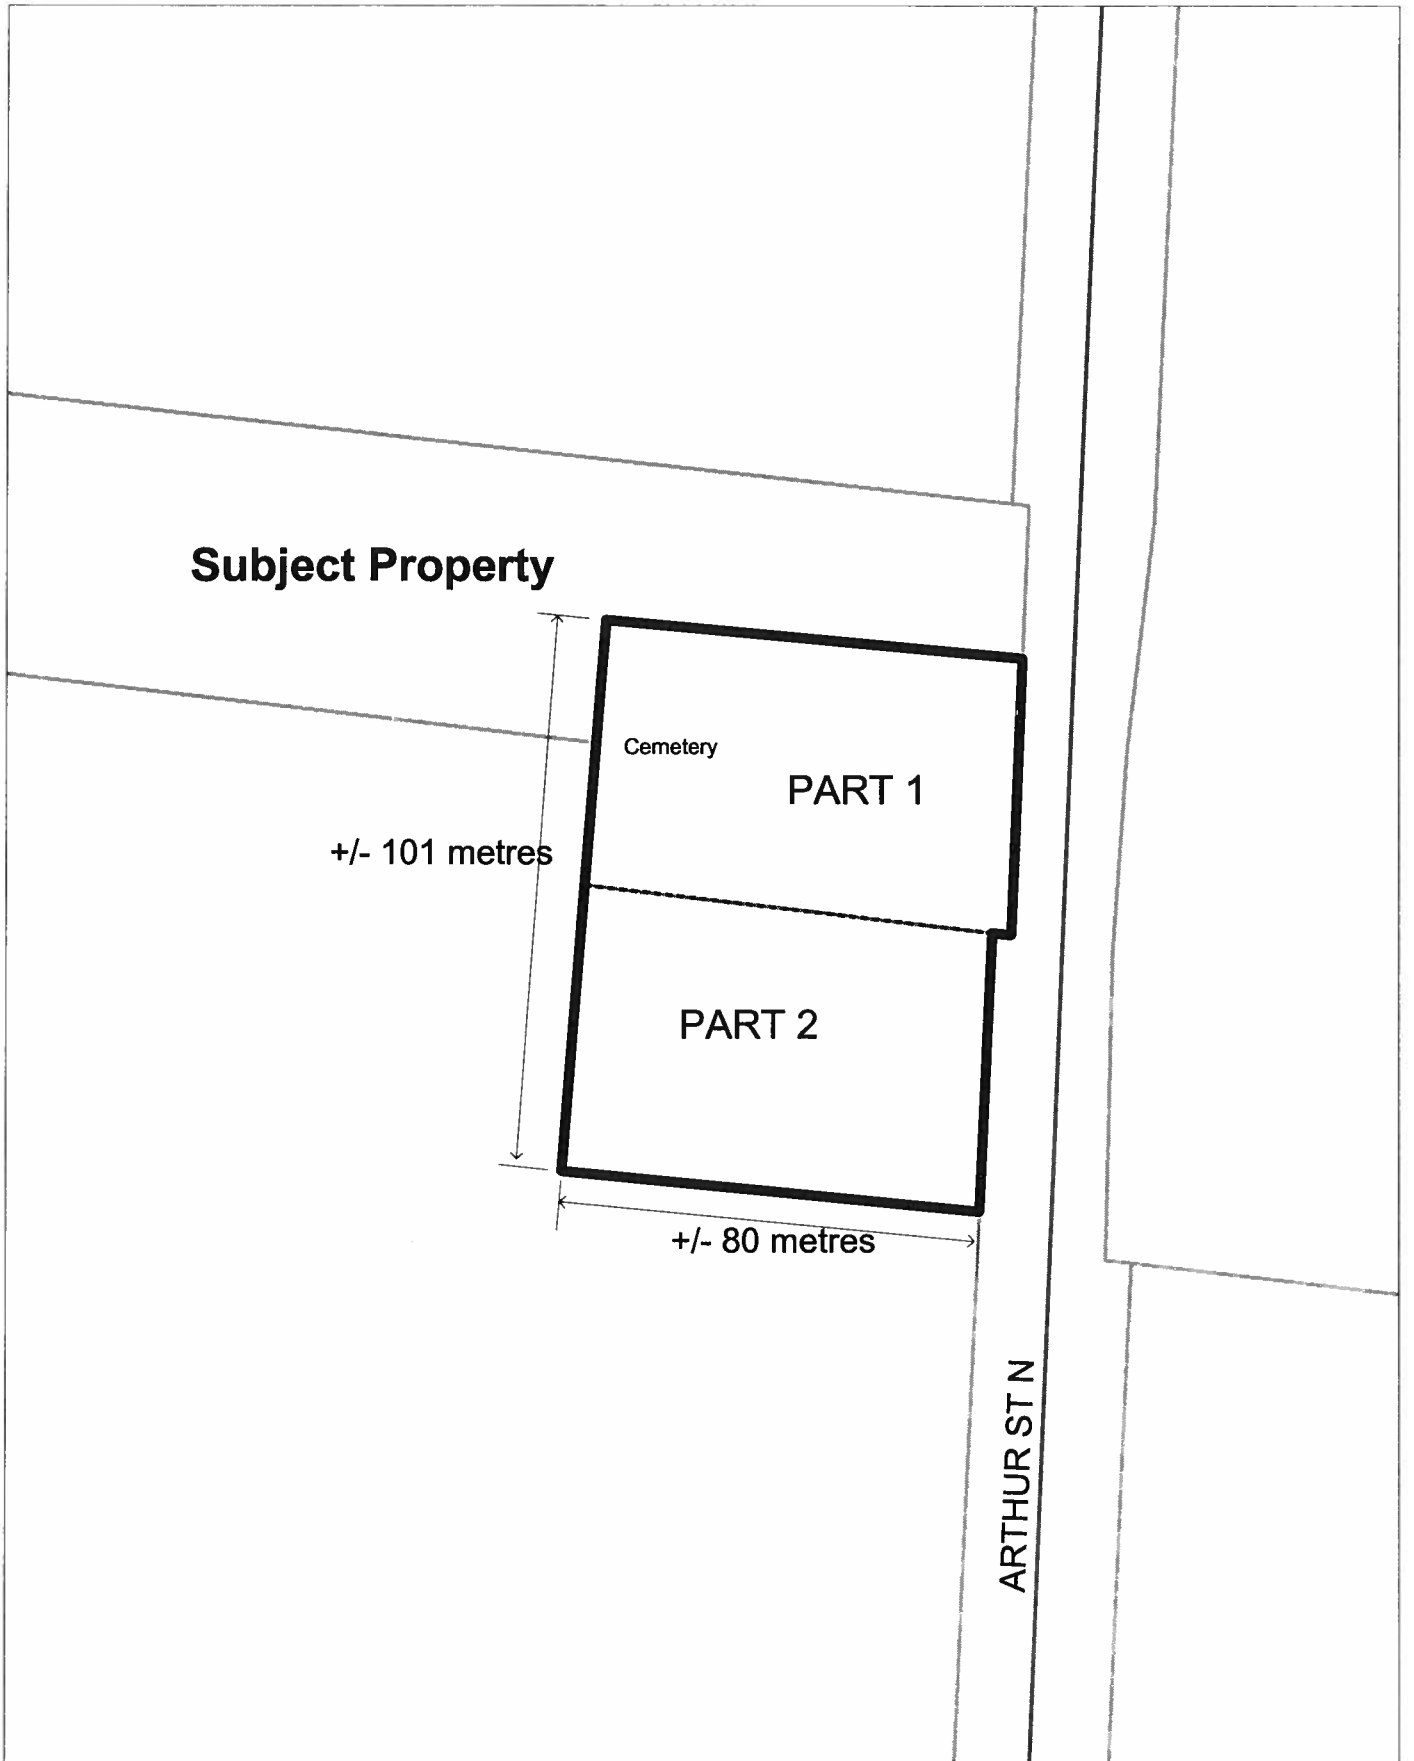 Subject Property
Cemetery
PART 1
+/- 101 metres
PART 2
+/- 80 metres
ARTHUR ST N